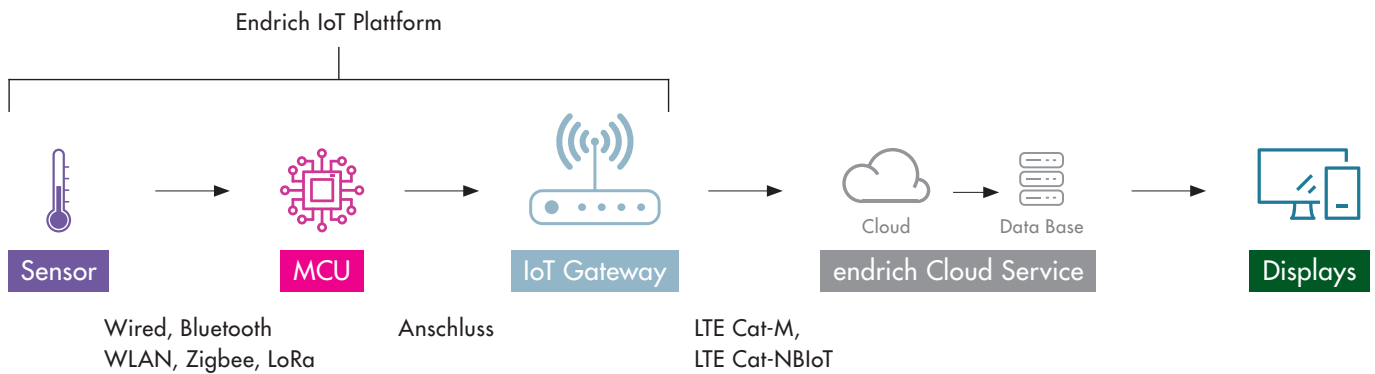 Endrich IoT Plattform
Cloud
Data Base
Sensor
MCU
IoT Gateway
endrich Cloud Service
Displays
Wired, Bluetooth
WLAN, Zigbee, LoRa
Anschluss
LTE Cat-M,
LTE Cat-NBIoT